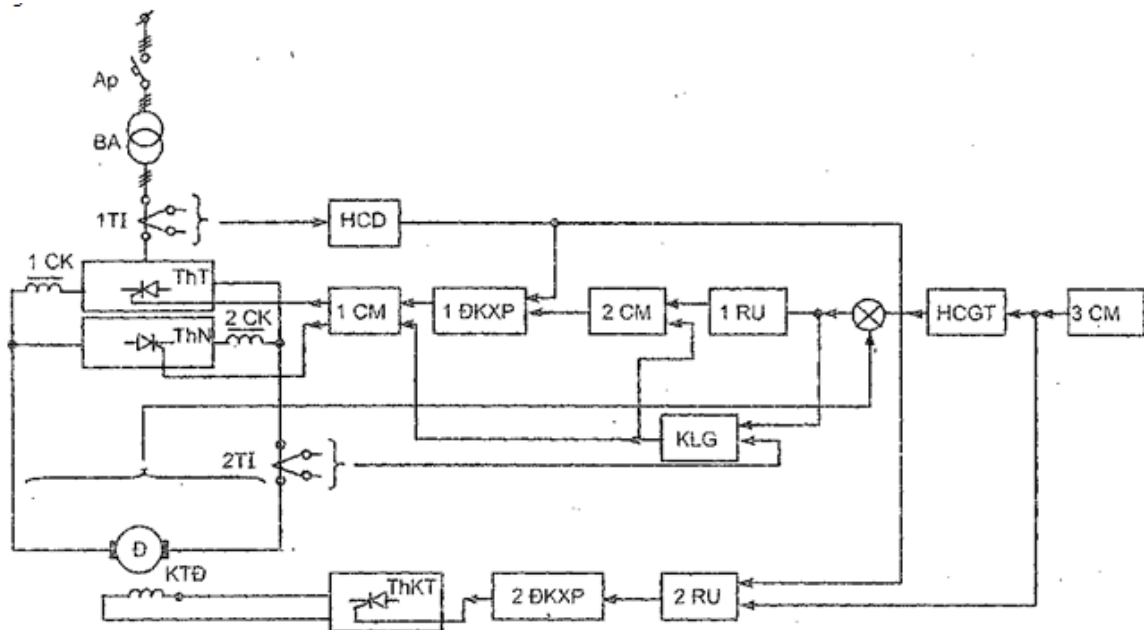 Ap
BA
1TI
HCD
1 CK
ThT
2 CK
ThN
1 CM
1 ĐKXP
2 CM
1 RU
HCGT
3 CM
KLG
2TI
Đ
KTĐ
ThKT
2 ĐKXP
2 RU